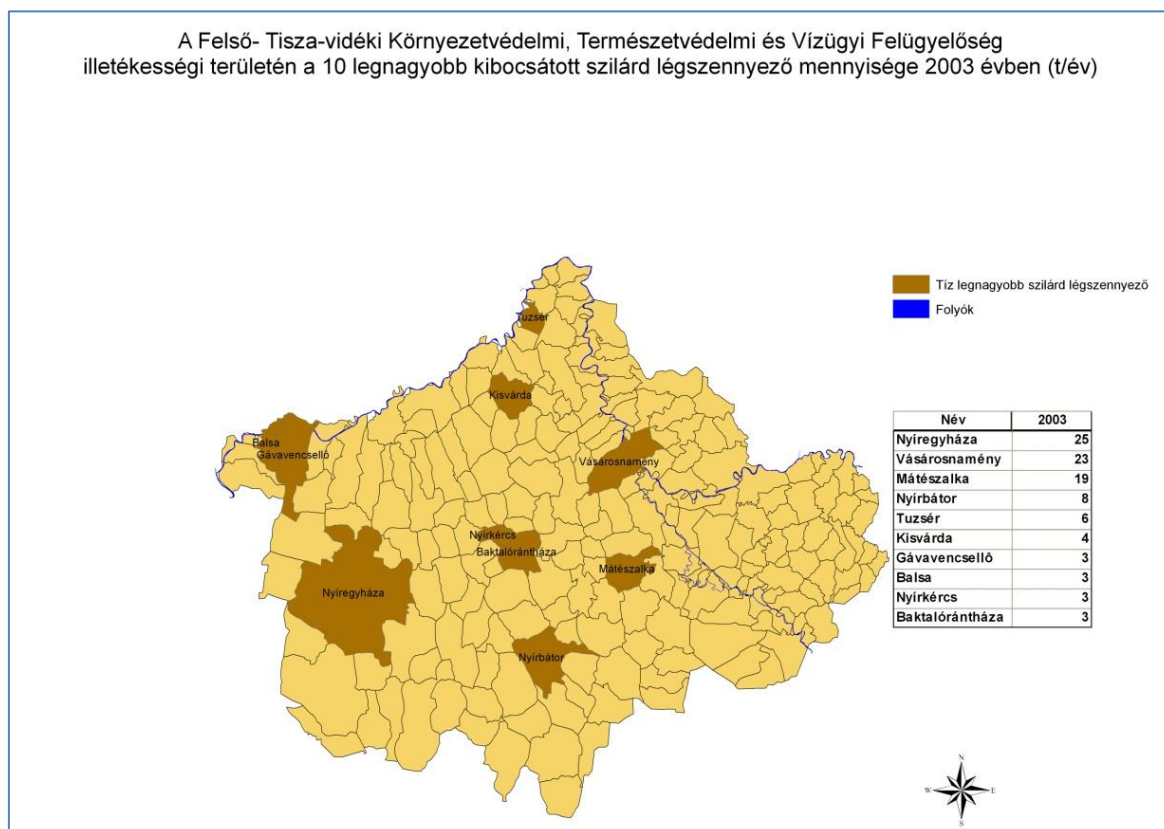 A Felső- Tisza-vidéki Környezetvédelmi, Természetvédelmi és Vízügyi Felügyelőség
illetékességi területén a 10 legnagyobb kibocsátott szilárd légszennyező mennyisége 2003 évben (t/év)
Tíz legnagyobb szilárd légszennyező
Folyók
Tuzsér
Kisvárda
Balsa
Gávavencsellő
Vásárosnamény
Nyírkércs
Baktalórántháza
Mátészalka
Nyíregyháza
Nyírbátor
Név 2003
Nyíregyháza 25
Vásárosnamény 23
Mátészalka 19
Nyírbátor 8
Tuzsér 6
Kisvárda 4
Gávavencsellô 3
Balsa 3
Nyírkércs 3
Baktalórántháza 3
N
W E
S